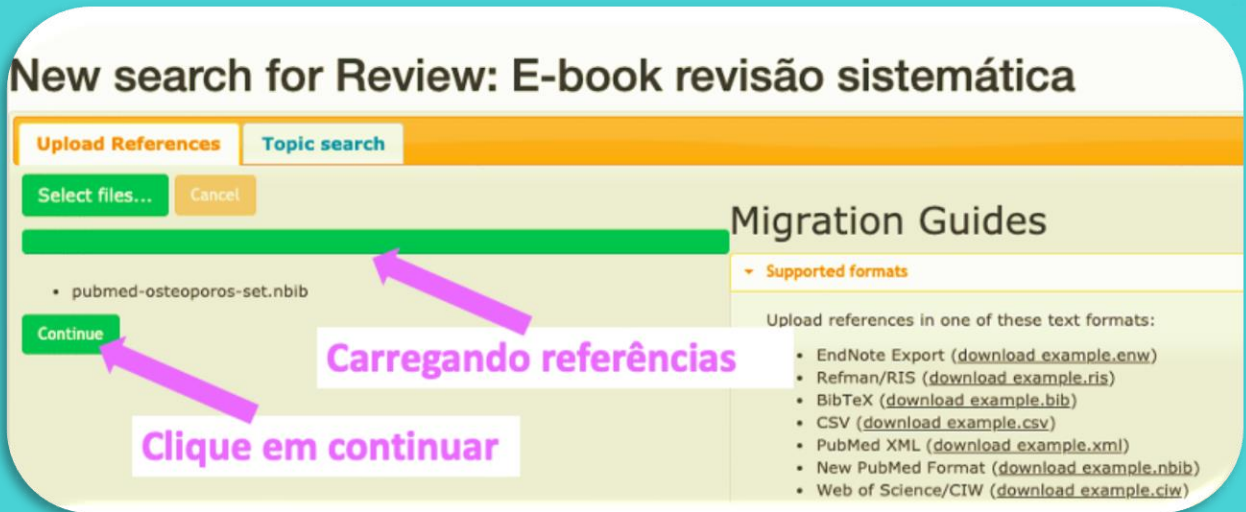 New search for Review: E-book revisão sistemática
Upload References
Topic search
Select files...
Cancel
pubmed-osteoporos-set.nbib
Continue
Carregando referências
Clique em continuar
Migration Guides
Supported formats
Upload references in one of these text formats:
EndNote Export (download example.enw)
Refman/RIS (download example.ris)
BibTeX (download example.bib)
CSV (download example.csv)
PubMed XML (download example.xml)
New PubMed Format (download example.nbib)
Web of Science/CIW (download example.ciw)